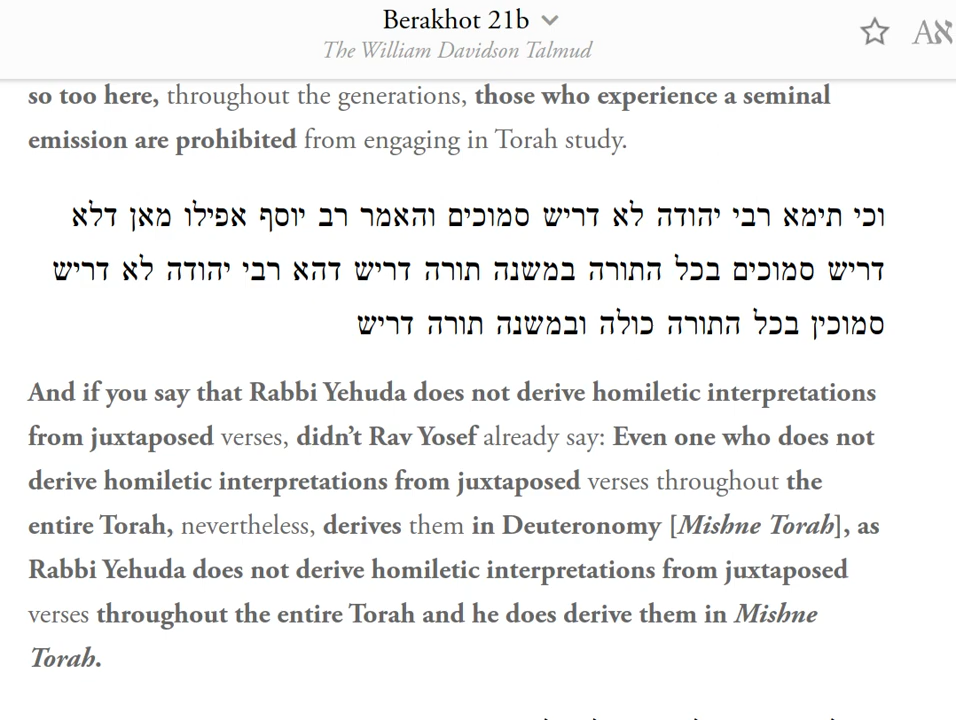 Berakhot 21b
The William Davidson Talmud
Aא
so too here, throughout the generations, those who experience a seminal
emission are prohibited from engaging in Torah study.
וכי תימא רבי יהודה לא דריש סמוכים והאמר רב יוסף אפילו מאן דלא
דריש סמוכים בכל התורה במשנה תורה דריש דהא רבי יהודה לא דריש
סמוכין בכל התורה כולה ובמשנה תורה דריש
And if you say that Rabbi Yehuda does not derive homiletic interpretations
from juxtaposed verses, didn’t Rav Yosef already say: Even one who does not
derive homiletic interpretations from juxtaposed verses throughout the
entire Torah, nevertheless, derives them in Deuteronomy [Mishne Torah], as
Rabbi Yehuda does not derive homiletic interpretations from juxtaposed
verses throughout the entire Torah and he does derive them in Mishne
Torah.